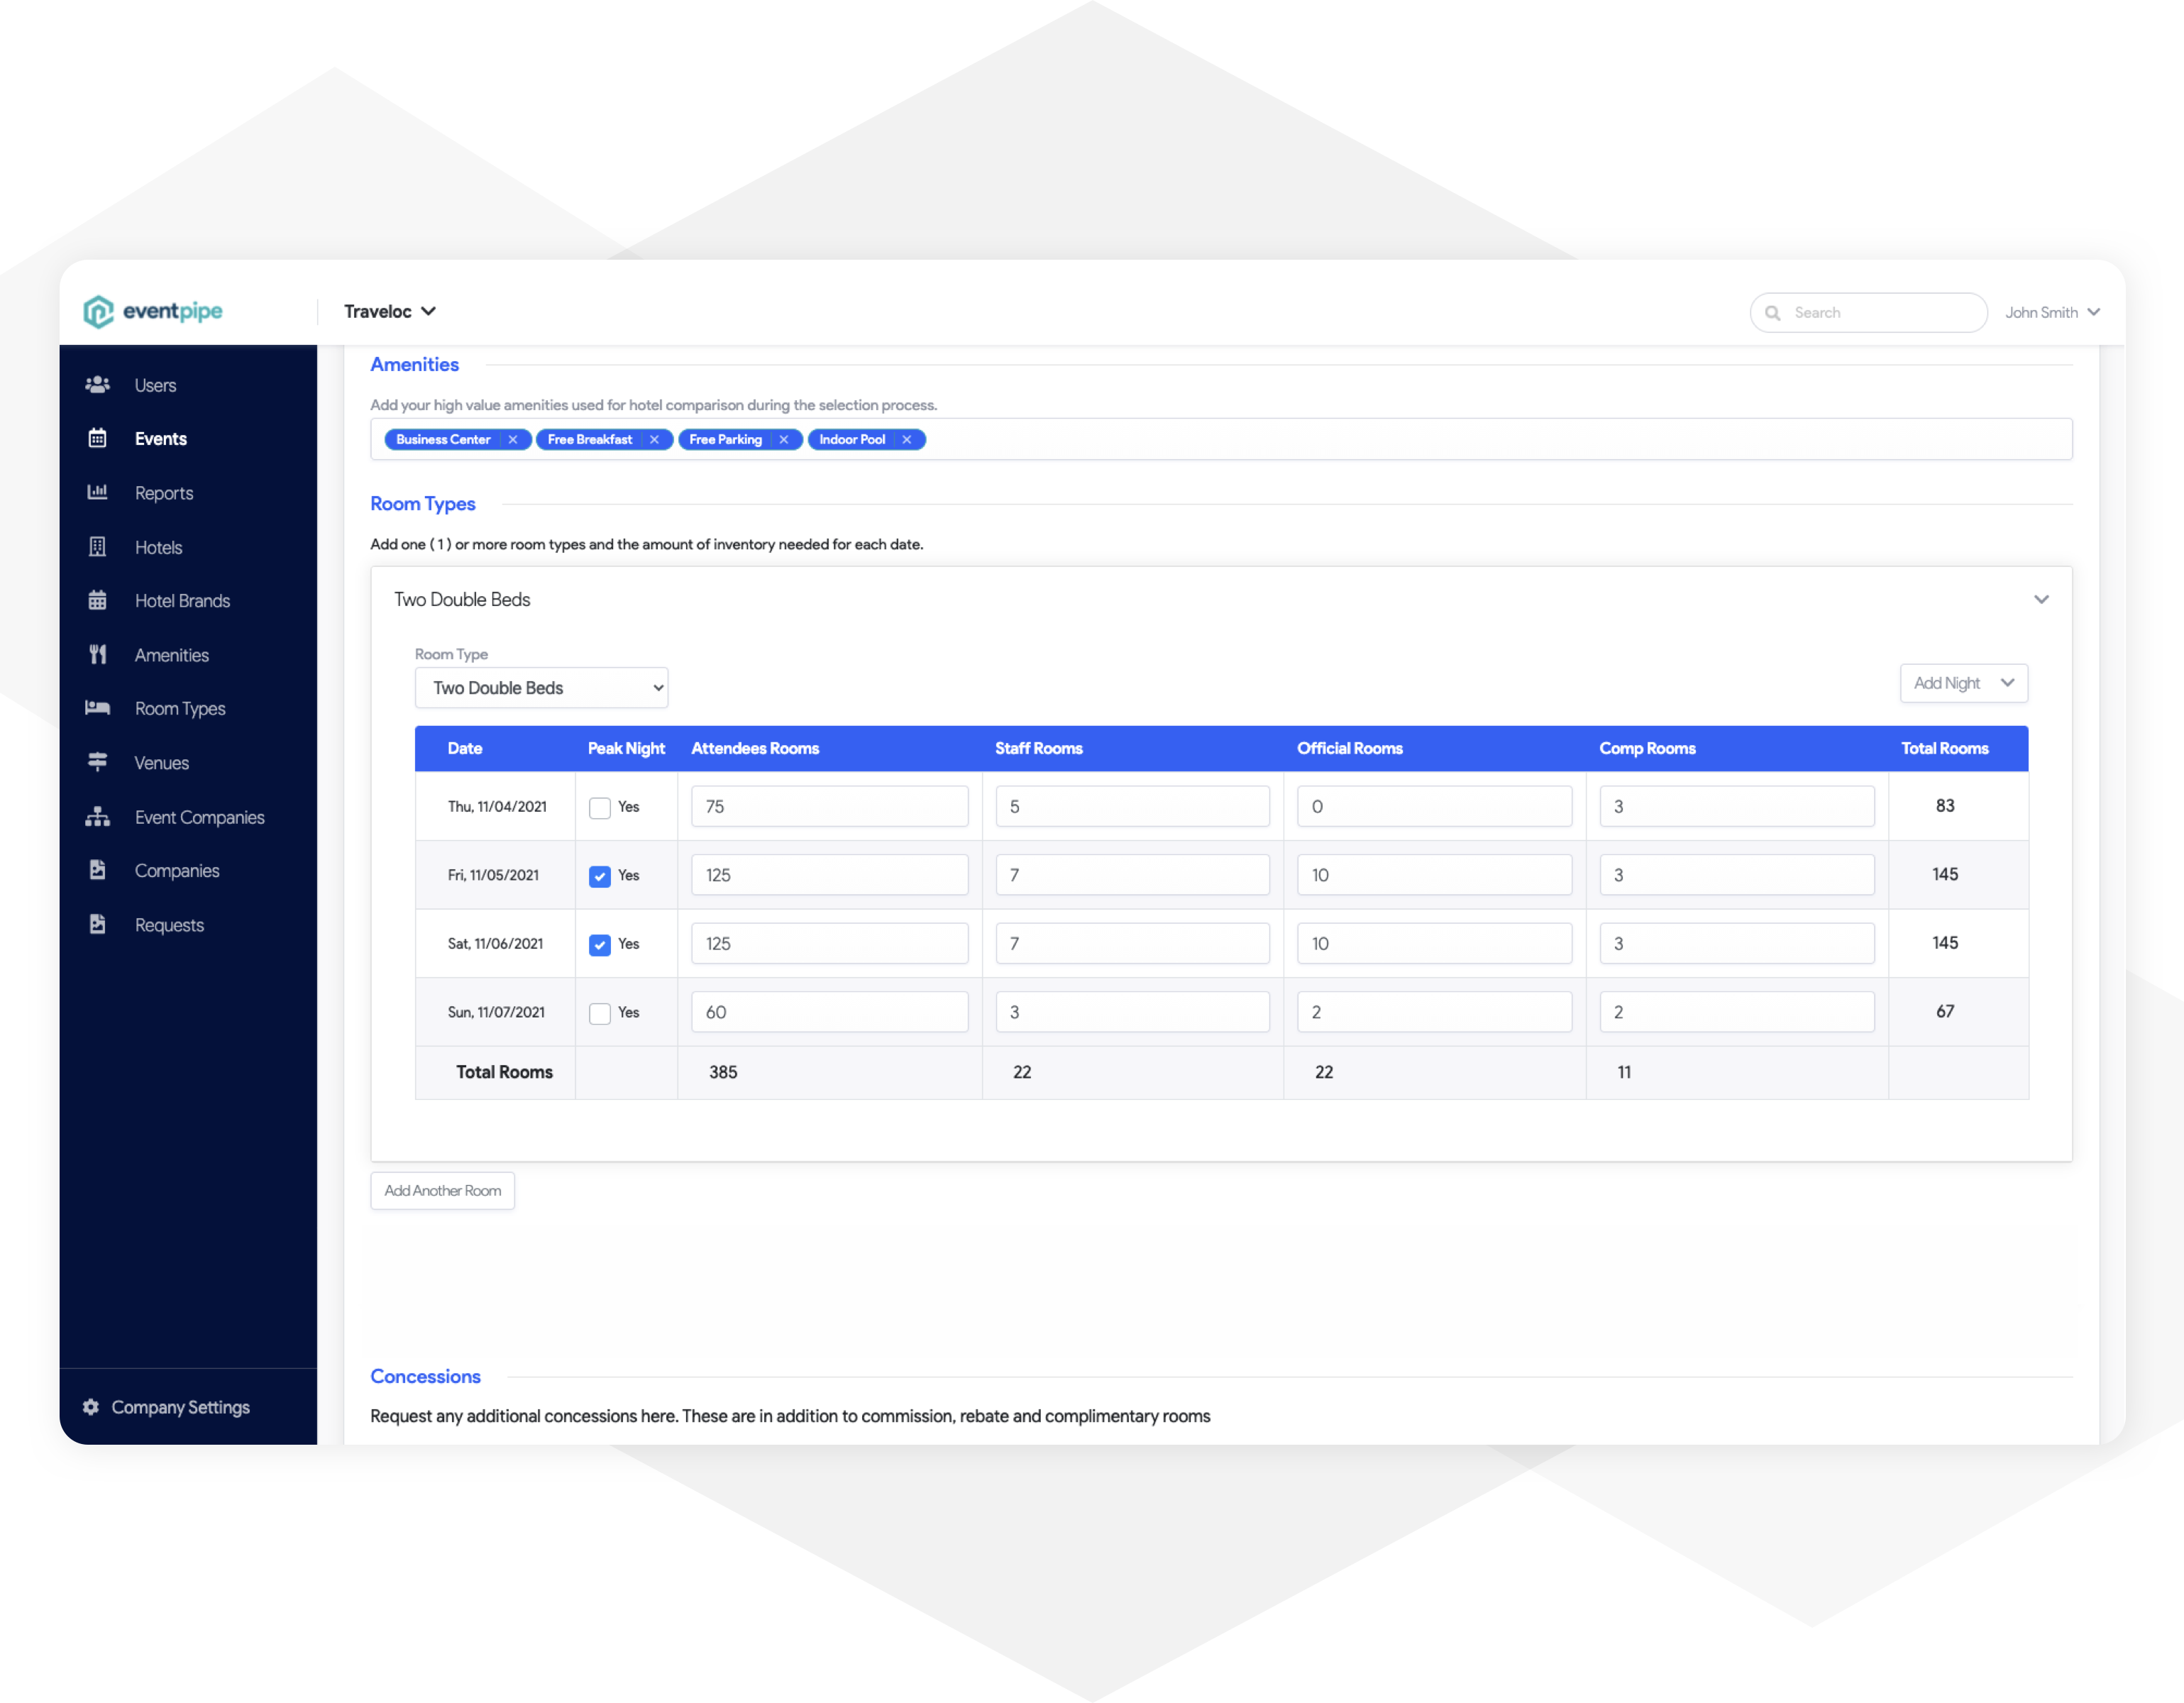 eventpipe Traveloc Search John Smith
Users
Events
Reports
Hotels
Hotel Brands
Amenities
Room Types
Venues
Event Companies
Companies
Requests
Company Settings
Amenities
Add your high value amenities used for hotel comparison during the selection process.
Business Center × Free Breakfast × Free Parking × Indoor Pool ×
Room Types
Add one ( 1 ) or more room types and the amount of inventory needed for each date.
Two Double Beds
Room Type
Two Double Beds Add Night
Date Peak Night Attendees Rooms Staff Rooms Official Rooms Comp Rooms Total Rooms
Thu, 11/04/2021 Yes 75 5 0 3 83
Fri, 11/05/2021 Yes 125 7 10 3 145
Sat, 11/06/2021 Yes 125 7 10 3 145
Sun, 11/07/2021 Yes 60 3 2 2 67
Total Rooms 385 22 22 11
Add Another Room
Concessions
Request any additional concessions here. These are in addition to commission, rebate and complimentary rooms